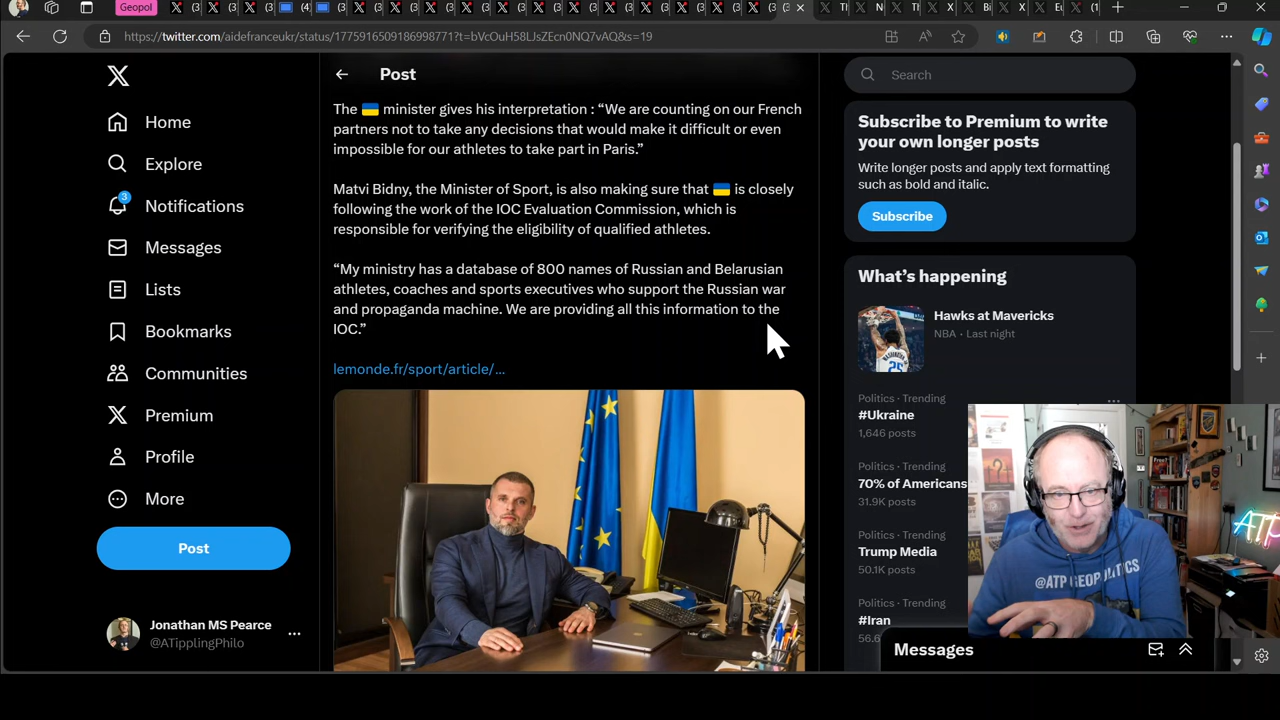 Geopol
https://twitter.com/aidefranceukr/status/1775916509186998771?t=bVcOuH58LJsZEcn0NQ7vAQ&s=19
Home
Explore
3
Notifications
Messages
Lists
Bookmarks
Communities
Premium
Profile
More
Post
Jonathan MS Pearce
@ATipplingPhilo
Post
The 🇺🇦 minister gives his interpretation : “We are counting on our French
partners not to take any decisions that would make it difficult or even
impossible for our athletes to take part in Paris.”
Matvi Bidny, the Minister of Sport, is also making sure that 🇺🇦 is closely
following the work of the IOC Evaluation Commission, which is
responsible for verifying the eligibility of qualified athletes.
“My ministry has a database of 800 names of Russian and Belarusian
athletes, coaches and sports executives who support the Russian war
and propaganda machine. We are providing all this information to the
IOC.”
lemonde.fr/sport/article/...
Search
Subscribe to Premium to write
your own longer posts
Write longer posts and apply text formatting
such as bold and italic.
Subscribe
What’s happening
Hawks at Mavericks
NBA · Last night
Politics · Trending
#Ukraine
1,646 posts
Politics · Trending
70% of Americans
31.9K posts
Politics · Trending
Trump Media
50.1K posts
Politics · Trending
#Iran
Messages
@ATP GEOPOLITICS
ATP